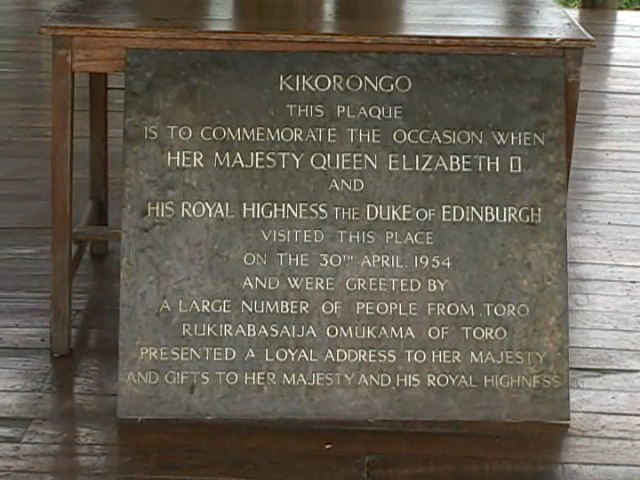 KIKORONGO
THIS PLAQUE
IS TO COMMEMORATE THE OCCASION WHEN
HER MAJESTY QUEEN ELIZABETH II
AND
HIS ROYAL HIGHNESS THE DUKE OF EDINBURGH
VISITED THIS PLACE
ON THE 30TH APRIL 1954
AND WERE GREETED BY
A LARGE NUMBER OF PEOPLE FROM TORO
RUKIRABASAIJA OMUKAMA OF TORO
PRESENTED A LOYAL ADDRESS TO HER MAJESTY
AND GIFTS TO HER MAJESTY AND HIS ROYAL HIGHNESS